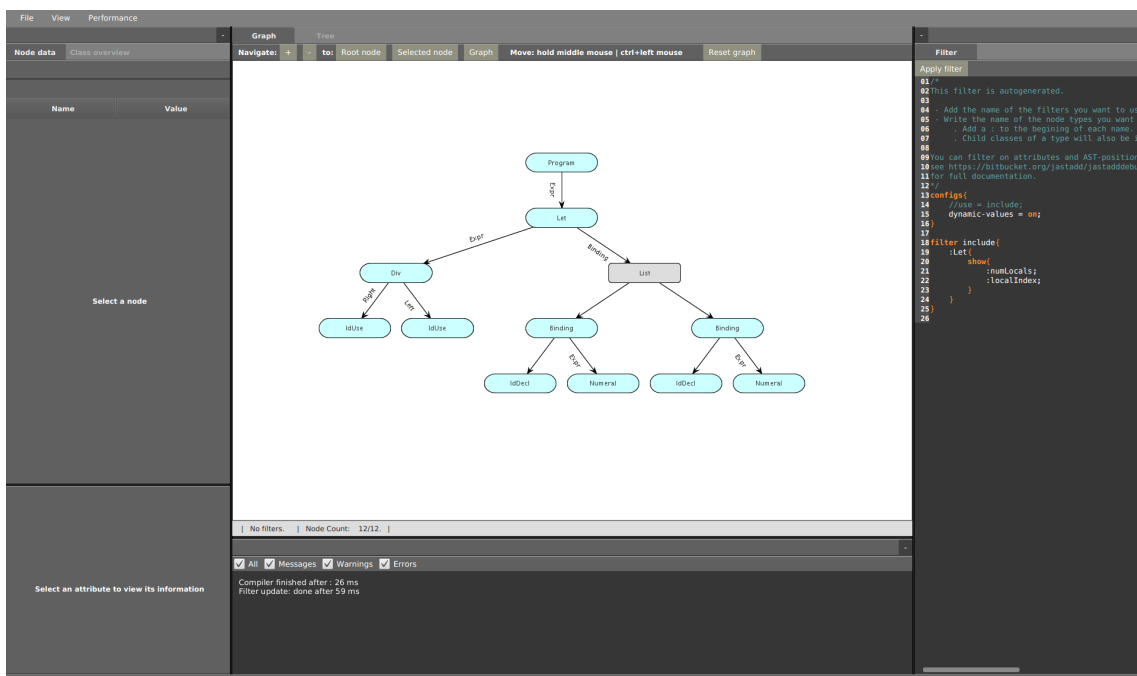 File View Performance
-
Node data Class overview
Name Value
Select a node
Select an attribute to view its information
Graph Tree
Navigate: + - to: Root node Selected node Graph Move: hold middle mouse | ctrl+left mouse Reset graph
Program
Expr
Let
Expr Binding
Div List
Right Left
IdUse IdUse Binding Binding
Expr Expr
IdDecl Numeral IdDecl Numeral
| No filters. | Node Count: 12/12. |
-
All Messages Warnings Errors
Compiler finished after : 26 ms
Filter update: done after 59 ms
-
Filter
Apply filter
01/*
02This filter is autogenerated.
03
04 - Add the name of the filters you want to us
05 - Write the name of the node types you want
06 . Add a : to the begining of each name.
07 . Child classes of a type will also be i
08
09You can filter on attributes and AST-position
10see https://bitbucket.org/jastadd/jastadddebu
11for full documentation.
12*/
13configs{
14 //use = include;
15 dynamic-values = on;
16}
17
18filter include{
19 :Let{
20 show{
21 :numLocals;
22 :localIndex;
23 }
24 }
25}
26